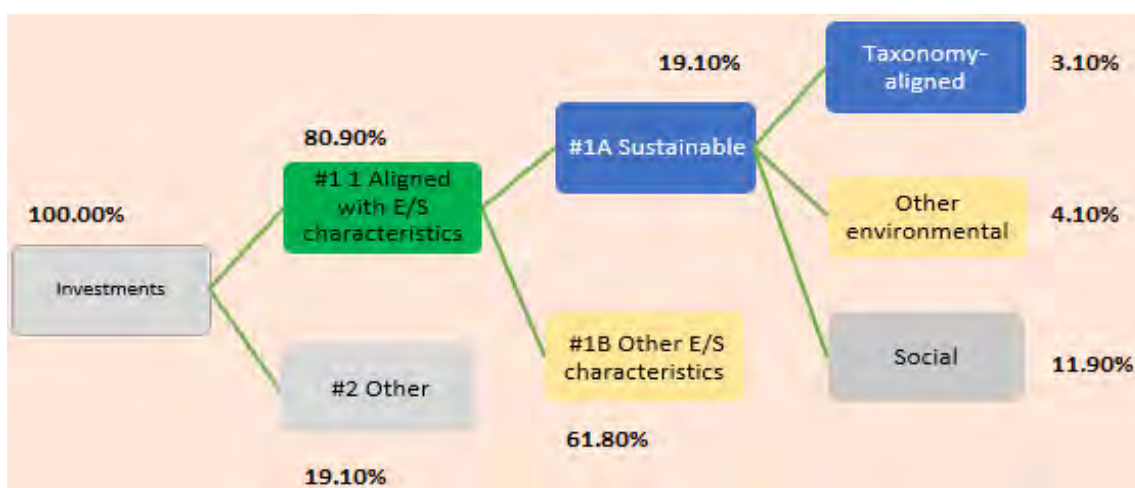 100.00%
Investments
80.90%
#1 1 Aligned
with E/S
characteristics
#2 Other
19.10%
19.10%
#1A Sustainable
#1B Other E/S
characteristics
61.80%
Taxonomy-
aligned
3.10%
Other
environmental
4.10%
Social
11.90%